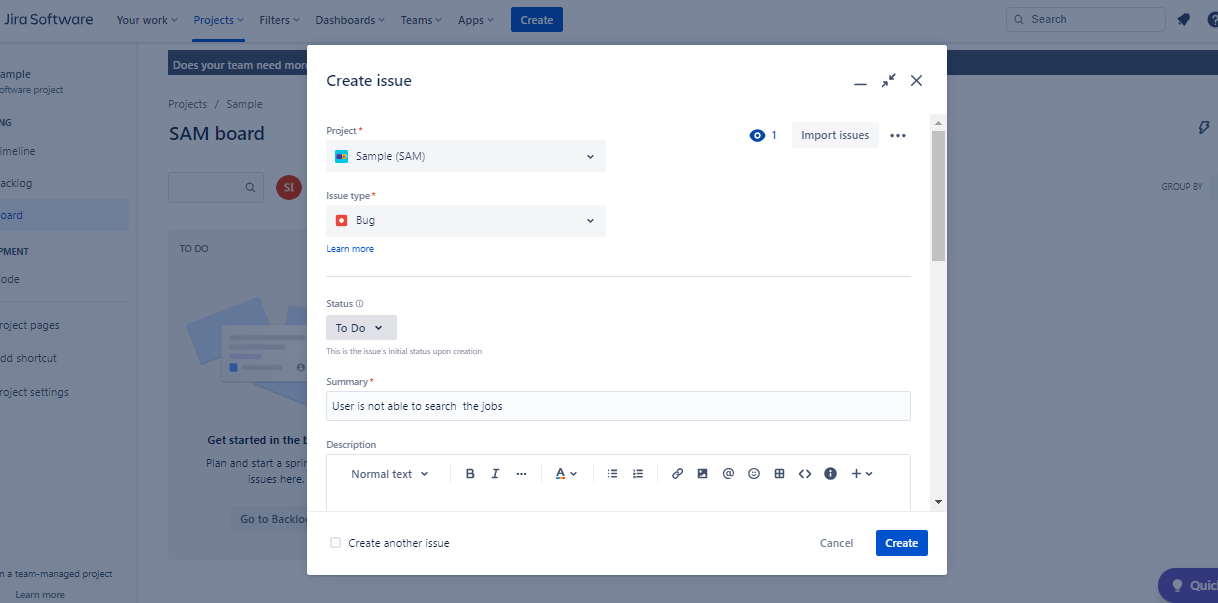 Jira Software Your work Projects Filters Dashboards Teams Apps Create Search
Does your team need more
ample
oftware project
NG
imeline
acklog
oard
PMENT
ode
roject pages
dd shortcut
roject settings
n a team-managed project
Learn more
Projects / Sample
SAM board
SI
GROUP BY
TO DO
Get started in the b
Plan and start a sprin
issues here.
Go to Backlo
Quic
Create issue
Project*
1 Import issues
Sample (SAM)
Issue type*
Bug
Learn more
Status
To Do
This is the issue's initial status upon creation
Summary*
User is not able to search the jobs
Description
Normal text B I A @
Create another issue
Cancel Create